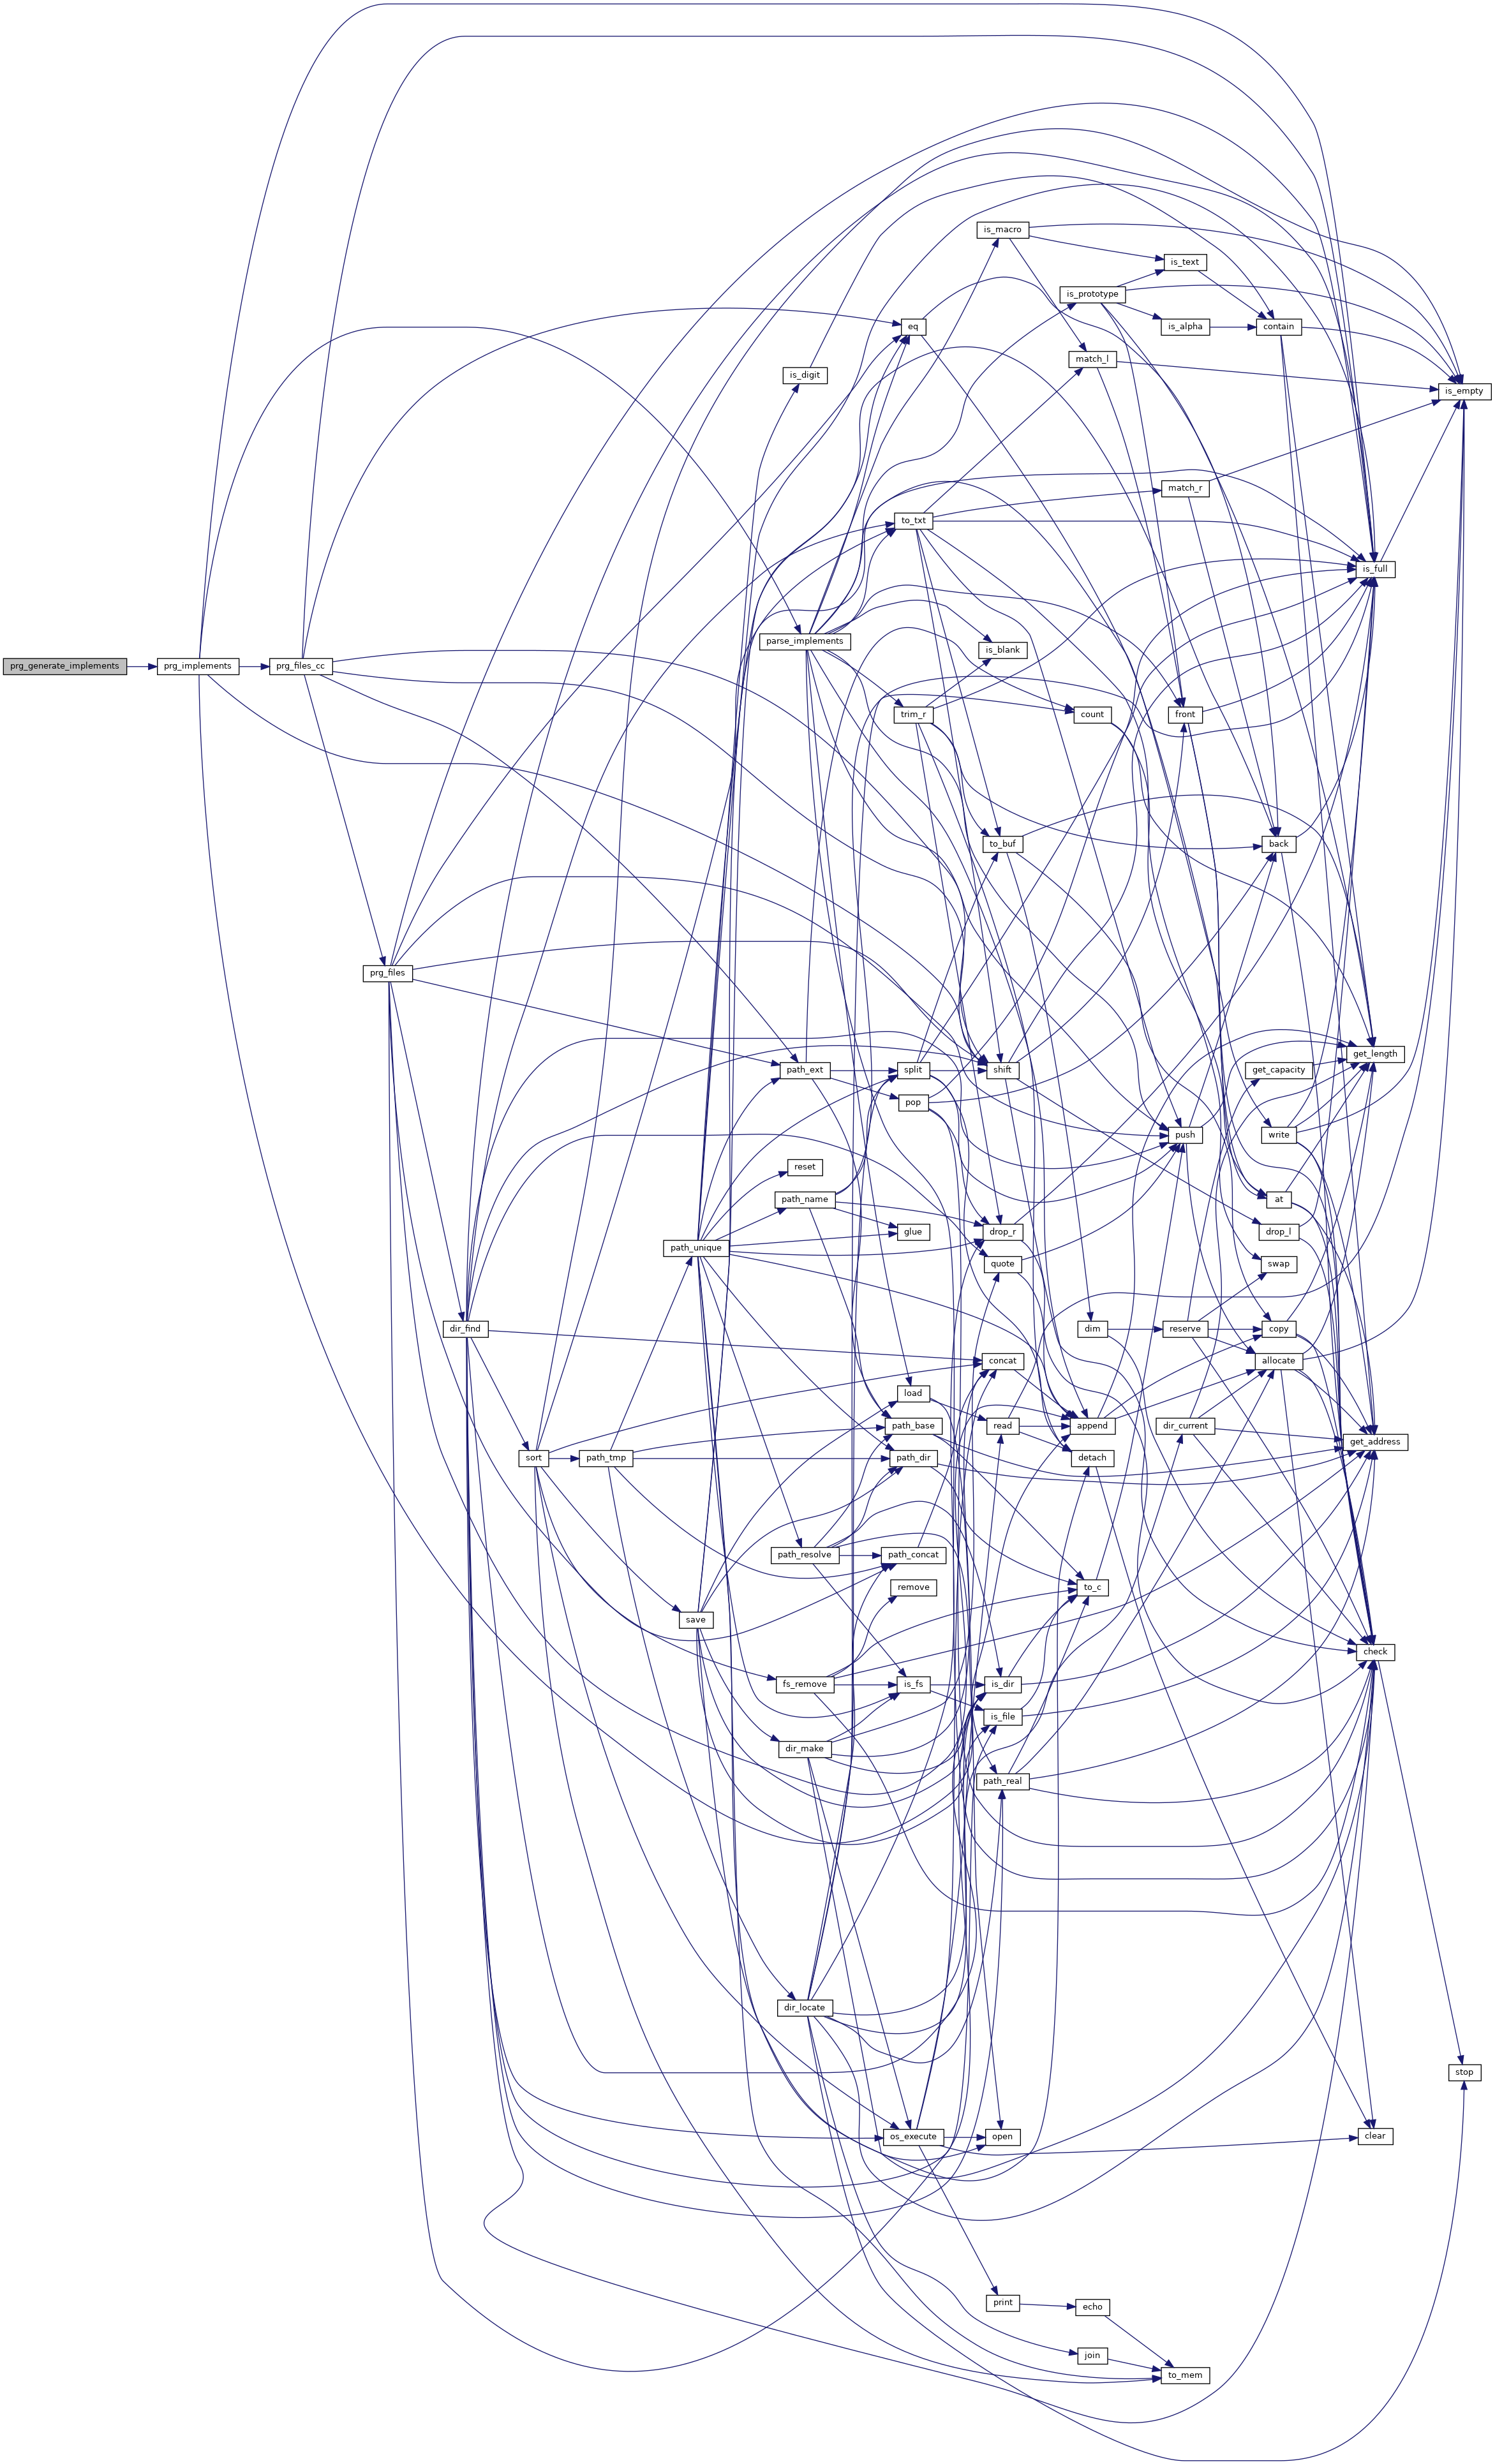 is_macro
is_text
is_prototype
is_alpha
contain
eq
match_l
is_digit
is_empty
match_r
to_txt
is_full
parse_implements
is_blank
prg_generate_implements
prg_implements
prg_files_cc
trim_r
count
front
to_buf
back
prg_files
get_length
path_ext
split
shift
get_capacity
pop
push
write
reset
path_name
at
glue
drop_r
drop_l
path_unique
quote
swap
dir_find
dim
reserve
copy
concat
allocate
load
path_base
read
append
dir_current
get_address
sort
path_tmp
path_dir
detach
path_resolve
path_concat
remove
to_c
save
check
fs_remove
is_fs
is_dir
is_file
dir_make
path_real
dir_locate
stop
os_execute
open
clear
print
echo
join
to_mem